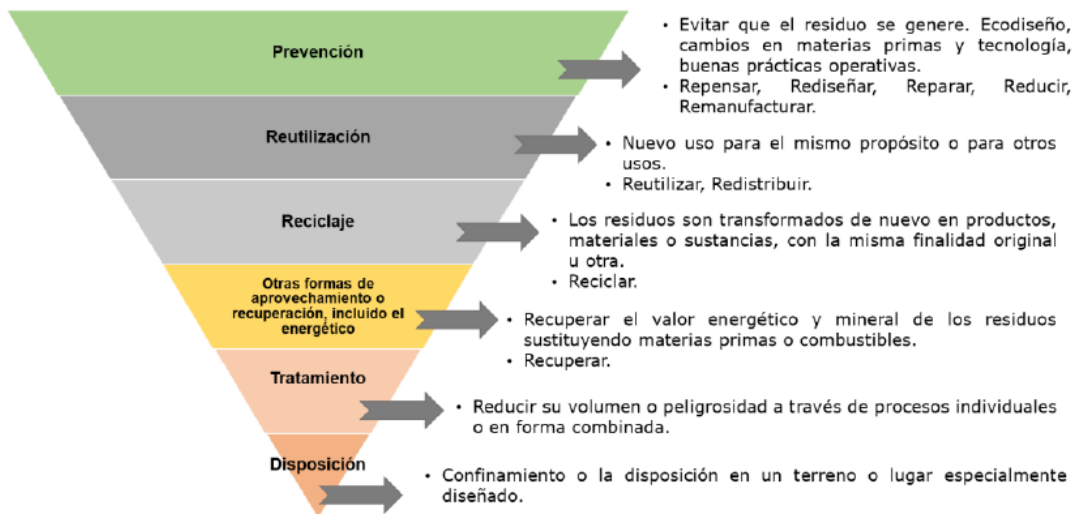 Prevención
• Evitar que el residuo se genere. Ecodiseño,
cambios en materias primas y tecnología,
buenas prácticas operativas.
• Repensar, Rediseñar, Reparar, Reducir,
Remanufacturar.
Reutilización
• Nuevo uso para el mismo propósito o para otros
usos.
• Reutilizar, Redistribuir.
Reciclaje
• Los residuos son transformados de nuevo en productos,
materiales o sustancias, con la misma finalidad original
u otra.
• Reciclar.
Otras formas de
aprovechamiento o
recuperación, incluido el
energético
• Recuperar el valor energético y mineral de los residuos
sustituyendo materias primas o combustibles.
• Recuperar.
Tratamiento
• Reducir su volumen o peligrosidad a través de procesos individuales
o en forma combinada.
Disposición
• Confinamiento o la disposición en un terreno o lugar especialmente
diseñado.